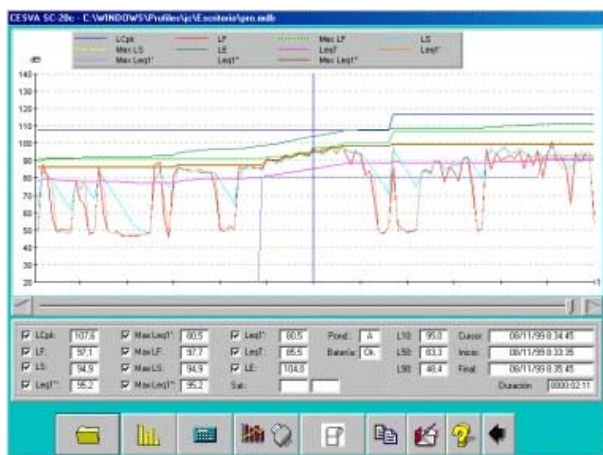 CESVA SC-20c - C:\WINDOWS\Profiles\jc\Escritorio\pro.mdb
LCpk LF Max LF LS
Max LS LE LeqT Leq1'
Max Leq1' Leq1" Max Leq1"
dB
140
130
120
110
100
90
80
70
60
50
40
30
20
LCpk: 107,6 Max Leq1': 80,5 Leq1': 80,5 Pond.: A L10: 95,0 Cursor: 08/11/99 8:34:45
LF: 97,1 Max LF: 97,7 LeqT: 85,5 Batería: Ok L50: 83,3 Inicio: 08/11/99 8:33:35
LS: 94,9 Max LS: 94,9 LE: 104,0 L90: 48,4 Final: 08/11/99 8:35:45
Leq1": 95,2 Max Leq1": 95,2 Sat.: Duración: 0000:02:11